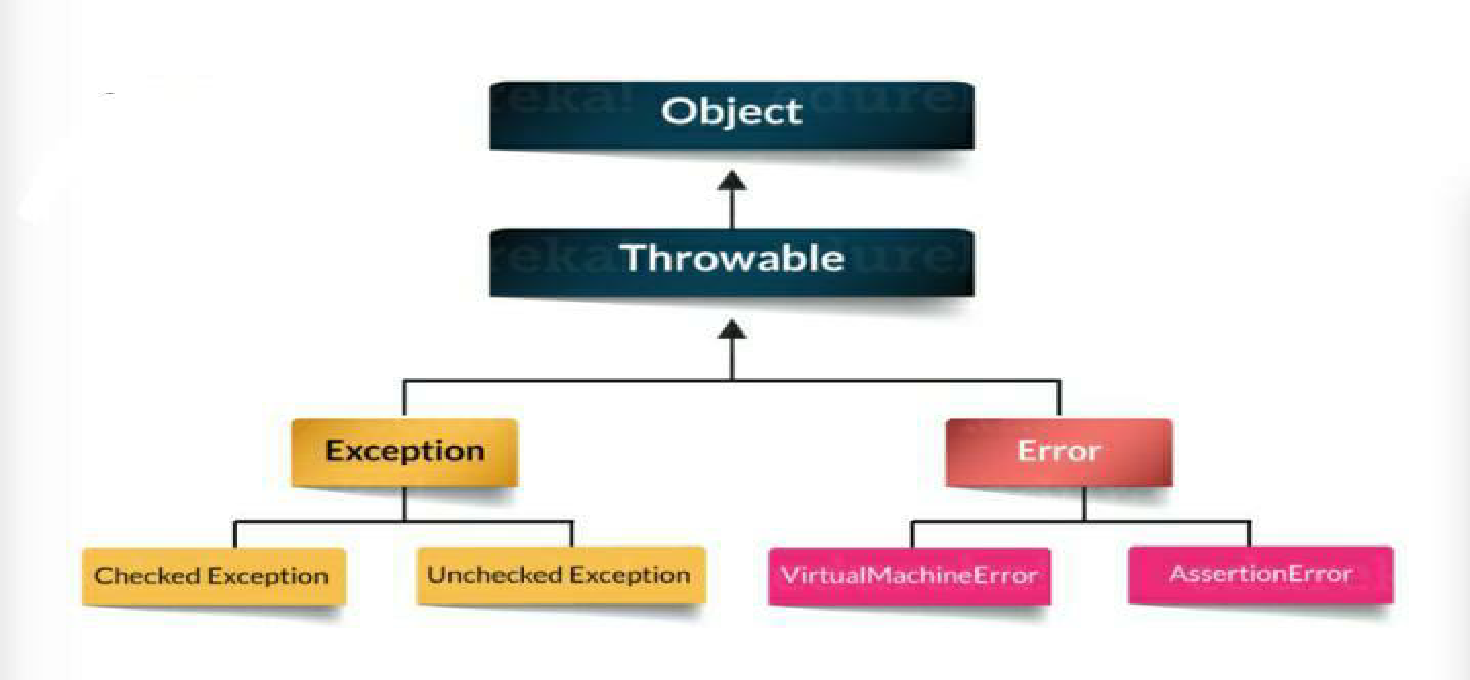 Object
Throwable
Exception
Error
Checked Exception
Unchecked Exception
VirtualMachineError
AssertionError